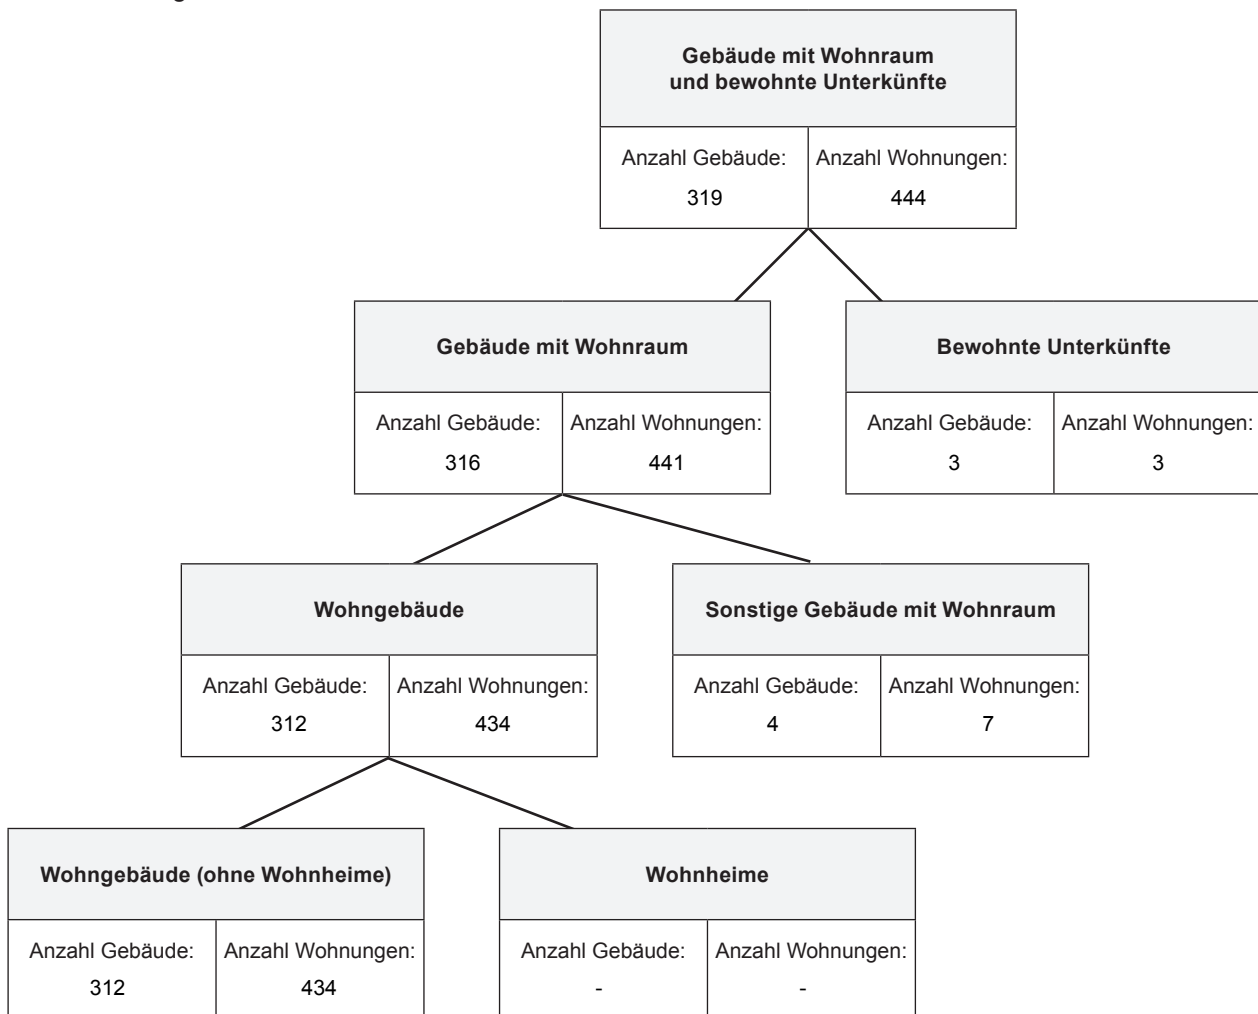 Gebäude mit Wohnraum
und bewohnte Unterkünfte
Anzahl Gebäude: Anzahl Wohnungen:
319 444
Gebäude mit Wohnraum
Anzahl Gebäude: Anzahl Wohnungen:
316 441
Bewohnte Unterkünfte
Anzahl Gebäude: Anzahl Wohnungen:
3 3
Wohngebäude
Anzahl Gebäude: Anzahl Wohnungen:
312 434
Sonstige Gebäude mit Wohnraum
Anzahl Gebäude: Anzahl Wohnungen:
4 7
Wohngebäude (ohne Wohnheime)
Anzahl Gebäude: Anzahl Wohnungen:
312 434
Wohnheime
Anzahl Gebäude: Anzahl Wohnungen:
- -